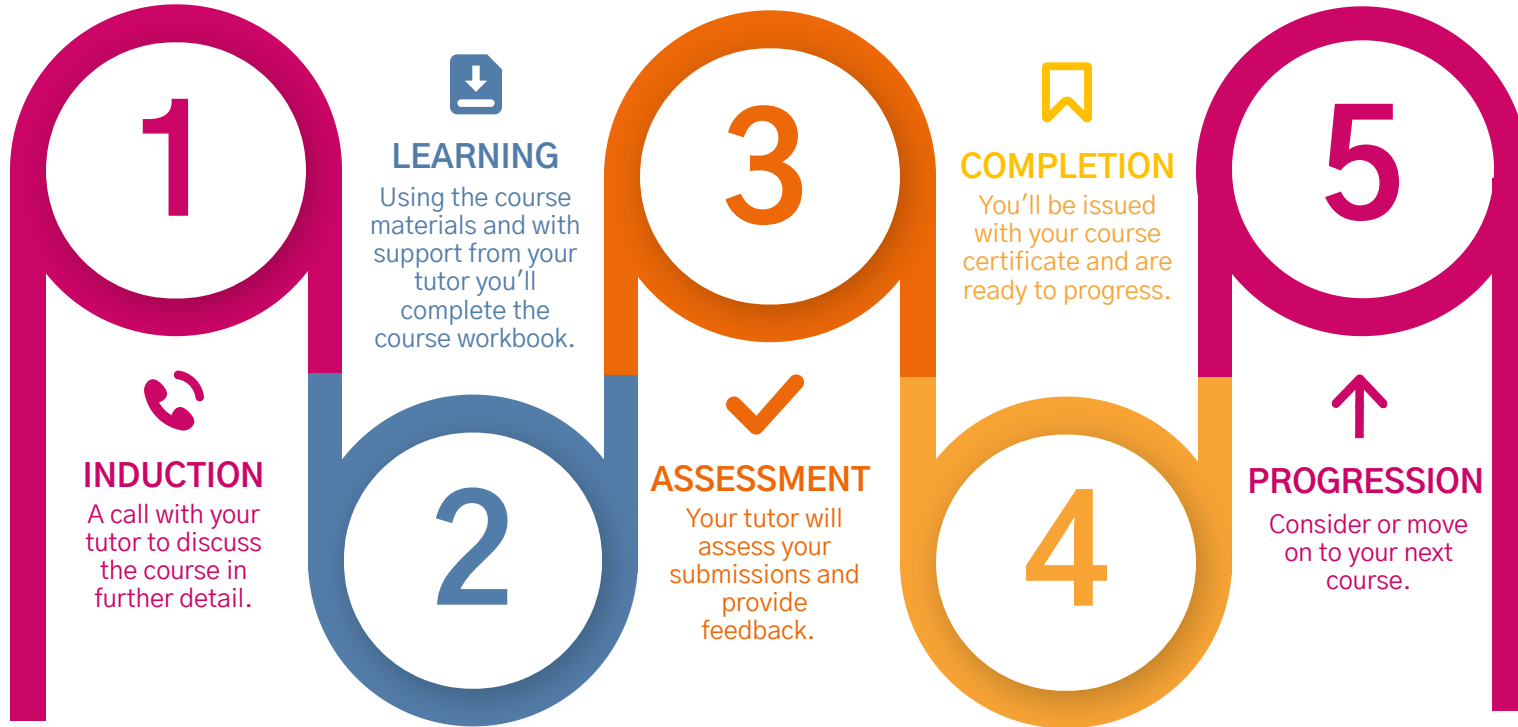 1
INDUCTION
A call with your
tutor to discuss
the course in
further detail.
LEARNING
Using the course
materials and with
support from your
tutor you'll
complete the
course workbook.
2
3
ASSESSMENT
Your tutor will
assess your
submissions and
provide
feedback.
COMPLETION
You'll be issued
with your course
certificate and are
ready to progress.
4
5
PROGRESSION
Consider or move
on to your next
course.